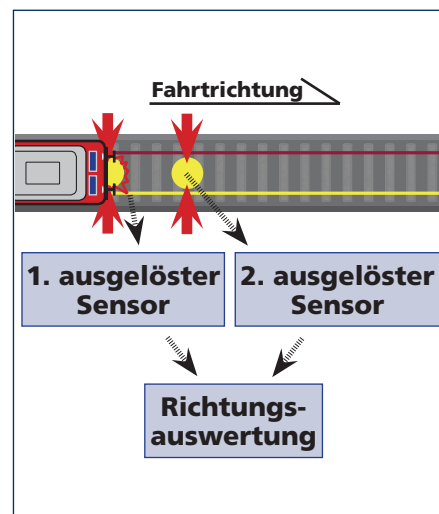 Fahrtrichtung
1. ausgelöster
Sensor
2. ausgelöster
Sensor
Richtungs-
auswertung